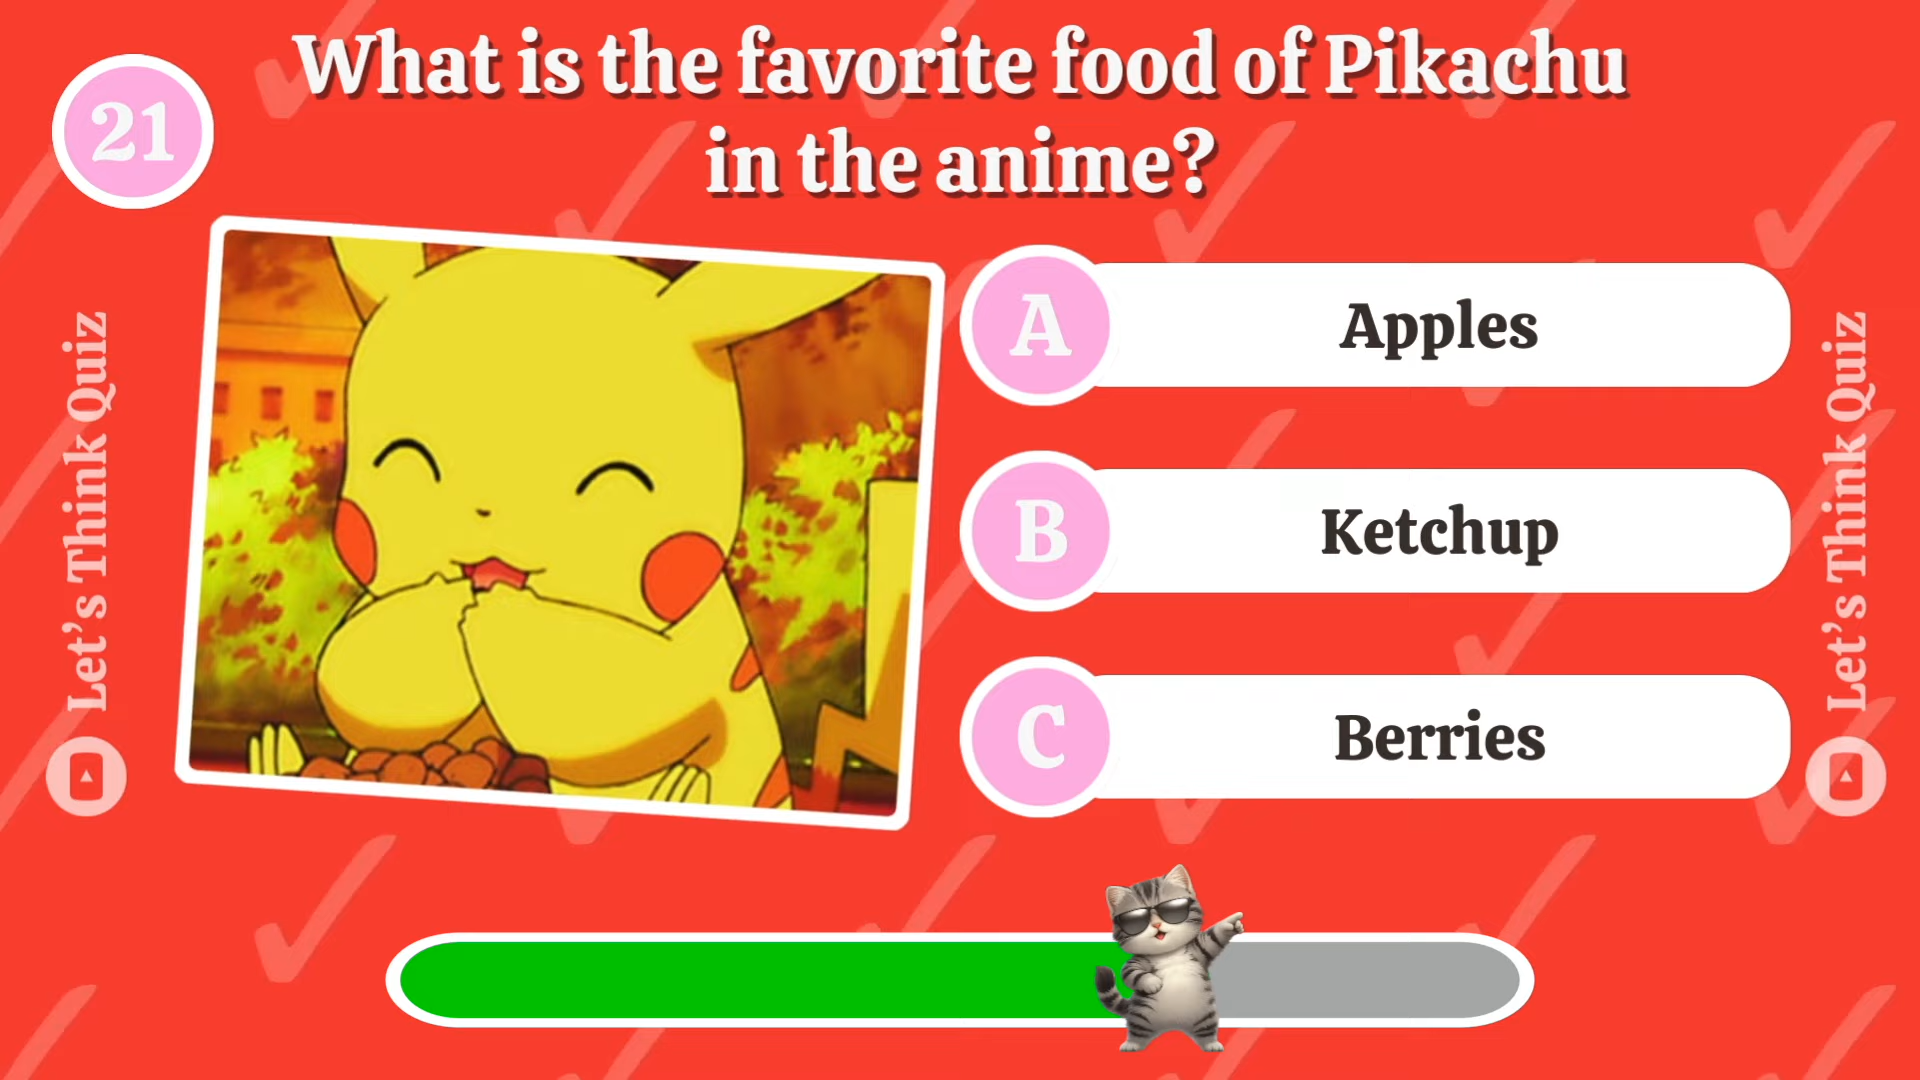 What is the favorite food of Pikachu
in the anime?
21
A
Apples
B
Ketchup
C
Berries
Let's Think Quiz
Let's Think Quiz